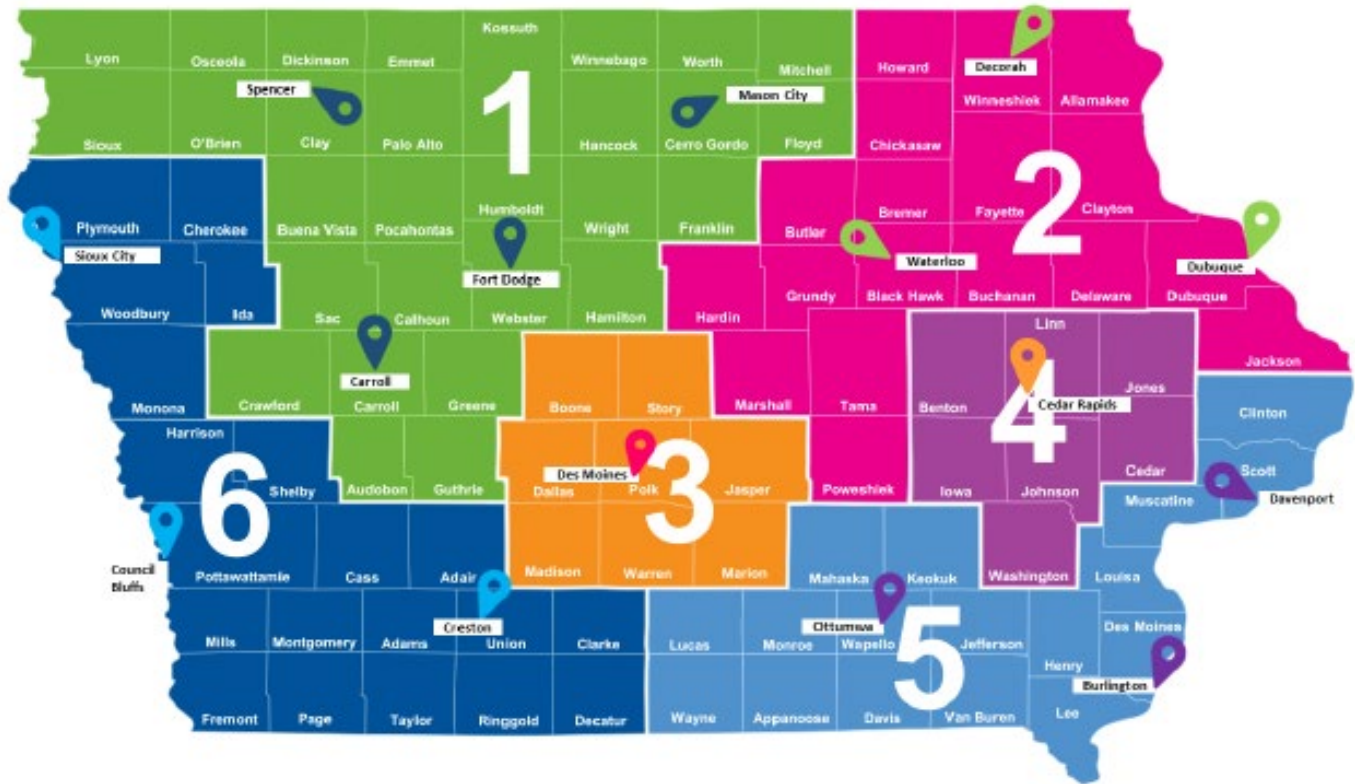 Kossuth
Lyon
Osceola
Dickinson
Emmet
Winnebago
Worth
Mitchell
Howard
Decorah
Spencer
1
Mason City
Winneshiek
Allamakee
Sioux
O'Brien
Clay
Palo Alto
Hancock
Cerro Gordo
Floyd
Chickasaw
2
Humboldt
Bremer
Fayette
Clayton
Plymouth
Cherokee
Buena Vista
Pocahontas
Wright
Franklin
Butler
Sioux City
Fort Dodge
Waterloo
Dubuque
Woodbury
Ida
Sac
Calhoun
Webster
Hamilton
Hardin
Grundy
Black Hawk
Buchanan
Delaware
Dubuque
Linn
Jackson
Carroll
4
Jones
Monona
Crawford
Carroll
Greene
Boone
Story
Marshall
Tama
Benton
Cedar Rapids
Clinton
Harrison
6
Shelby
Audobon
Guthrie
Des Moines
Dallas
Polk
3
Jasper
Poweshiek
Iowa
Johnson
Cedar
Scott
Muscatine
Davenport
Council
Bluffs
Pottawattamie
Cass
Adair
Madison
Warren
Marion
Mahaska
Keokuk
Washington
Louisa
Creston
Ottumwa
5
Mills
Montgomery
Adams
Union
Clarke
Lucas
Monroe
Wapello
Jefferson
Henry
Des Moines
Burlington
Fremont
Page
Taylor
Ringgold
Decatur
Wayne
Appanoose
Davis
Van Buren
Lee